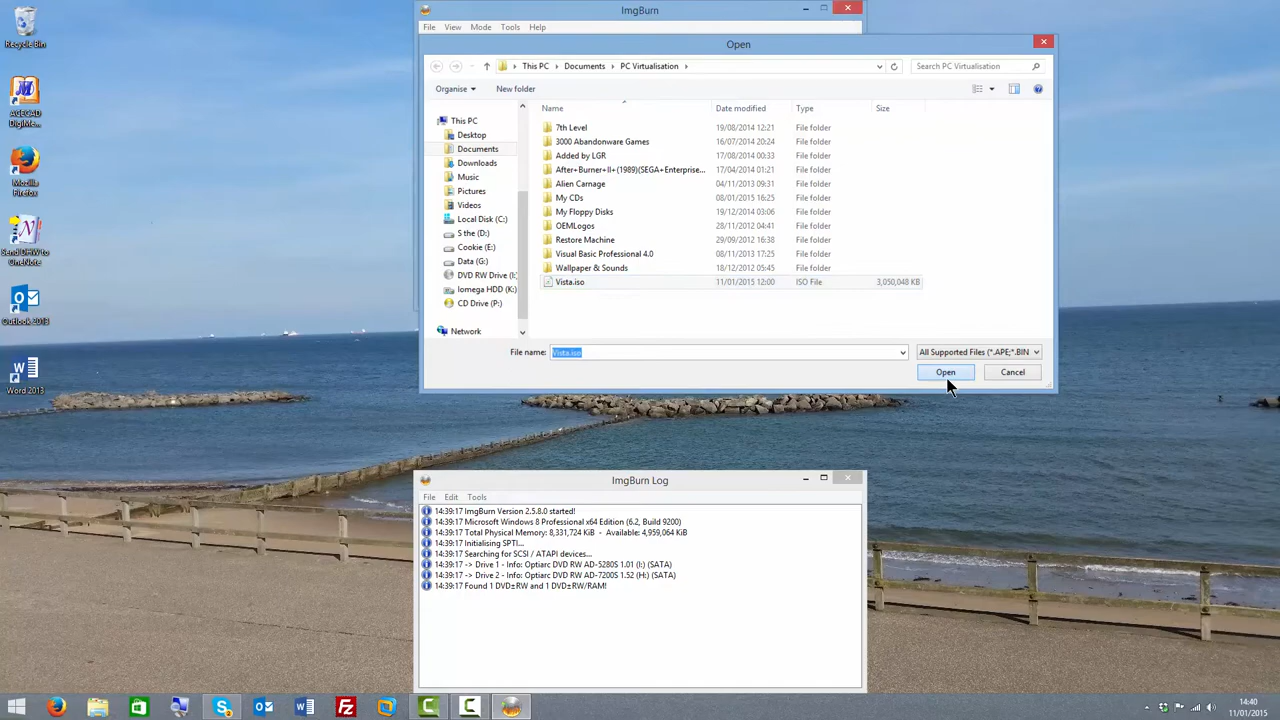 Recycle Bin
AGECAD
DigiMe...
Mozilla
Firefox
Send DHW to
OneNote
Outlook 2013
Word 2013
ImgBurn
File View Mode Tools Help
Open
This PC Documents PC Virtualisation
Search PC Virtualisation
Organise New folder
Name Date modified Type Size
This PC
Desktop
Documents
Downloads
Music
Pictures
Videos
Local Disk (C:)
S the (D:)
Cookie (E:)
Data (G:)
DVD RW Drive (I:)
Iomega HDD (K:)
CD Drive (P:)
Network
7th Level 19/08/2014 12:21 File folder
3000 Abandonware Games 16/07/2014 20:24 File folder
Added by LGR 17/08/2014 00:33 File folder
After+Burner+II+(1989)(SEGA+Enterprise... 17/04/2014 01:21 File folder
Alien Carnage 04/11/2013 09:31 File folder
My CDs 08/01/2015 16:25 File folder
My Floppy Disks 19/12/2014 03:06 File folder
OEMLogos 28/11/2012 04:41 File folder
Restore Machine 29/09/2012 16:38 File folder
Visual Basic Professional 4.0 08/11/2013 17:25 File folder
Wallpaper & Sounds 18/12/2012 05:45 File folder
Vista.iso 11/01/2015 12:00 ISO File 3,050,048 KB
File name: Vista.iso All Supported Files (*.APE;*.BIN
Open Cancel
ImgBurn Log
File Edit Tools
14:39:17 ImgBurn Version 2.5.8.0 started!
14:39:17 Microsoft Windows 8 Professional x64 Edition (6.2, Build 9200)
14:39:17 Total Physical Memory: 8,331,724 KiB - Available: 4,959,064 KiB
14:39:17 Initialising SPTI...
14:39:17 Searching for SCSI / ATAPI devices...
14:39:17 -> Drive 1 - Info: Optiarc DVD RW AD-5280S 1.01 (I:) (SATA)
14:39:17 -> Drive 2 - Info: Optiarc DVD RW AD-7200S 1.52 (H:) (SATA)
14:39:17 Found 1 DVD±RW and 1 DVD±RW/RAM!
14:40
11/01/2015